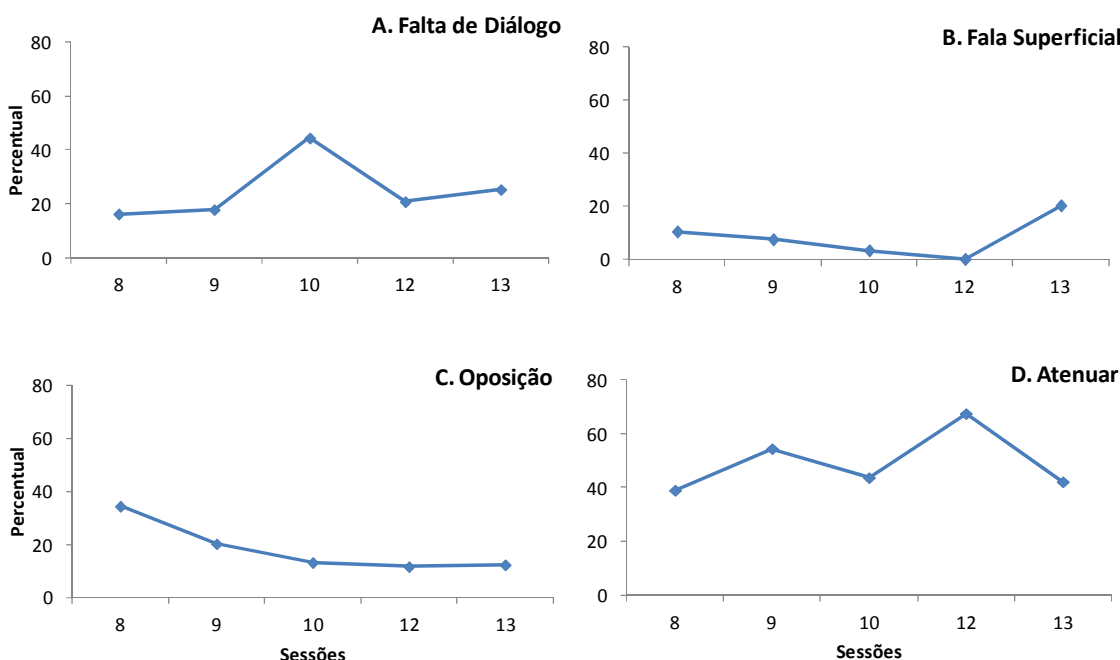 A. Falta de Diálogo
80
60
40
20
0
Percentual
8 9 10 12 13
B. Fala Superficial
80
60
40
20
0
8 9 10 12 13
C. Oposição
80
60
40
20
0
Percentual
8 9 10 12 13
Sessões
D. Atenuar
80
60
40
20
0
8 9 10 12 13
Sessões